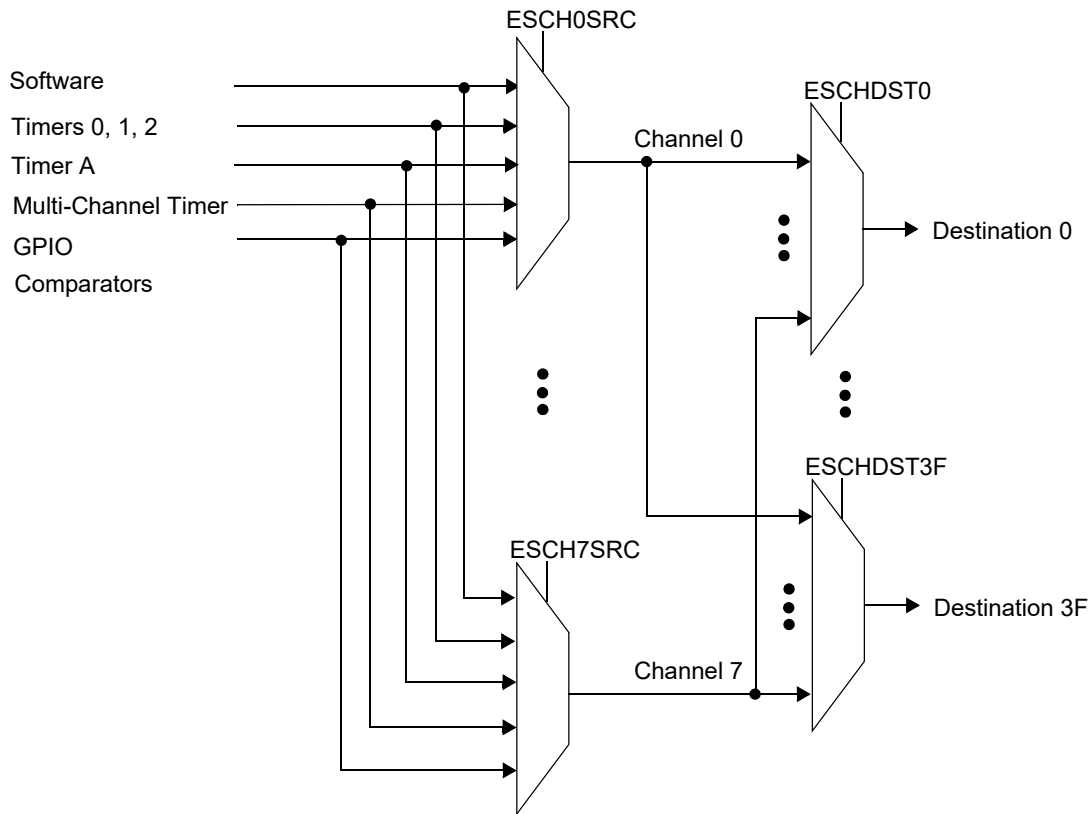 ESCH0SRC
Software
Timers 0, 1, 2
Timer A
Multi-Channel Timer
GPIO
Comparators
Channel 0
ESCHDST0
Destination 0
ESCHDST3F
ESCH7SRC
Destination 3F
Channel 7